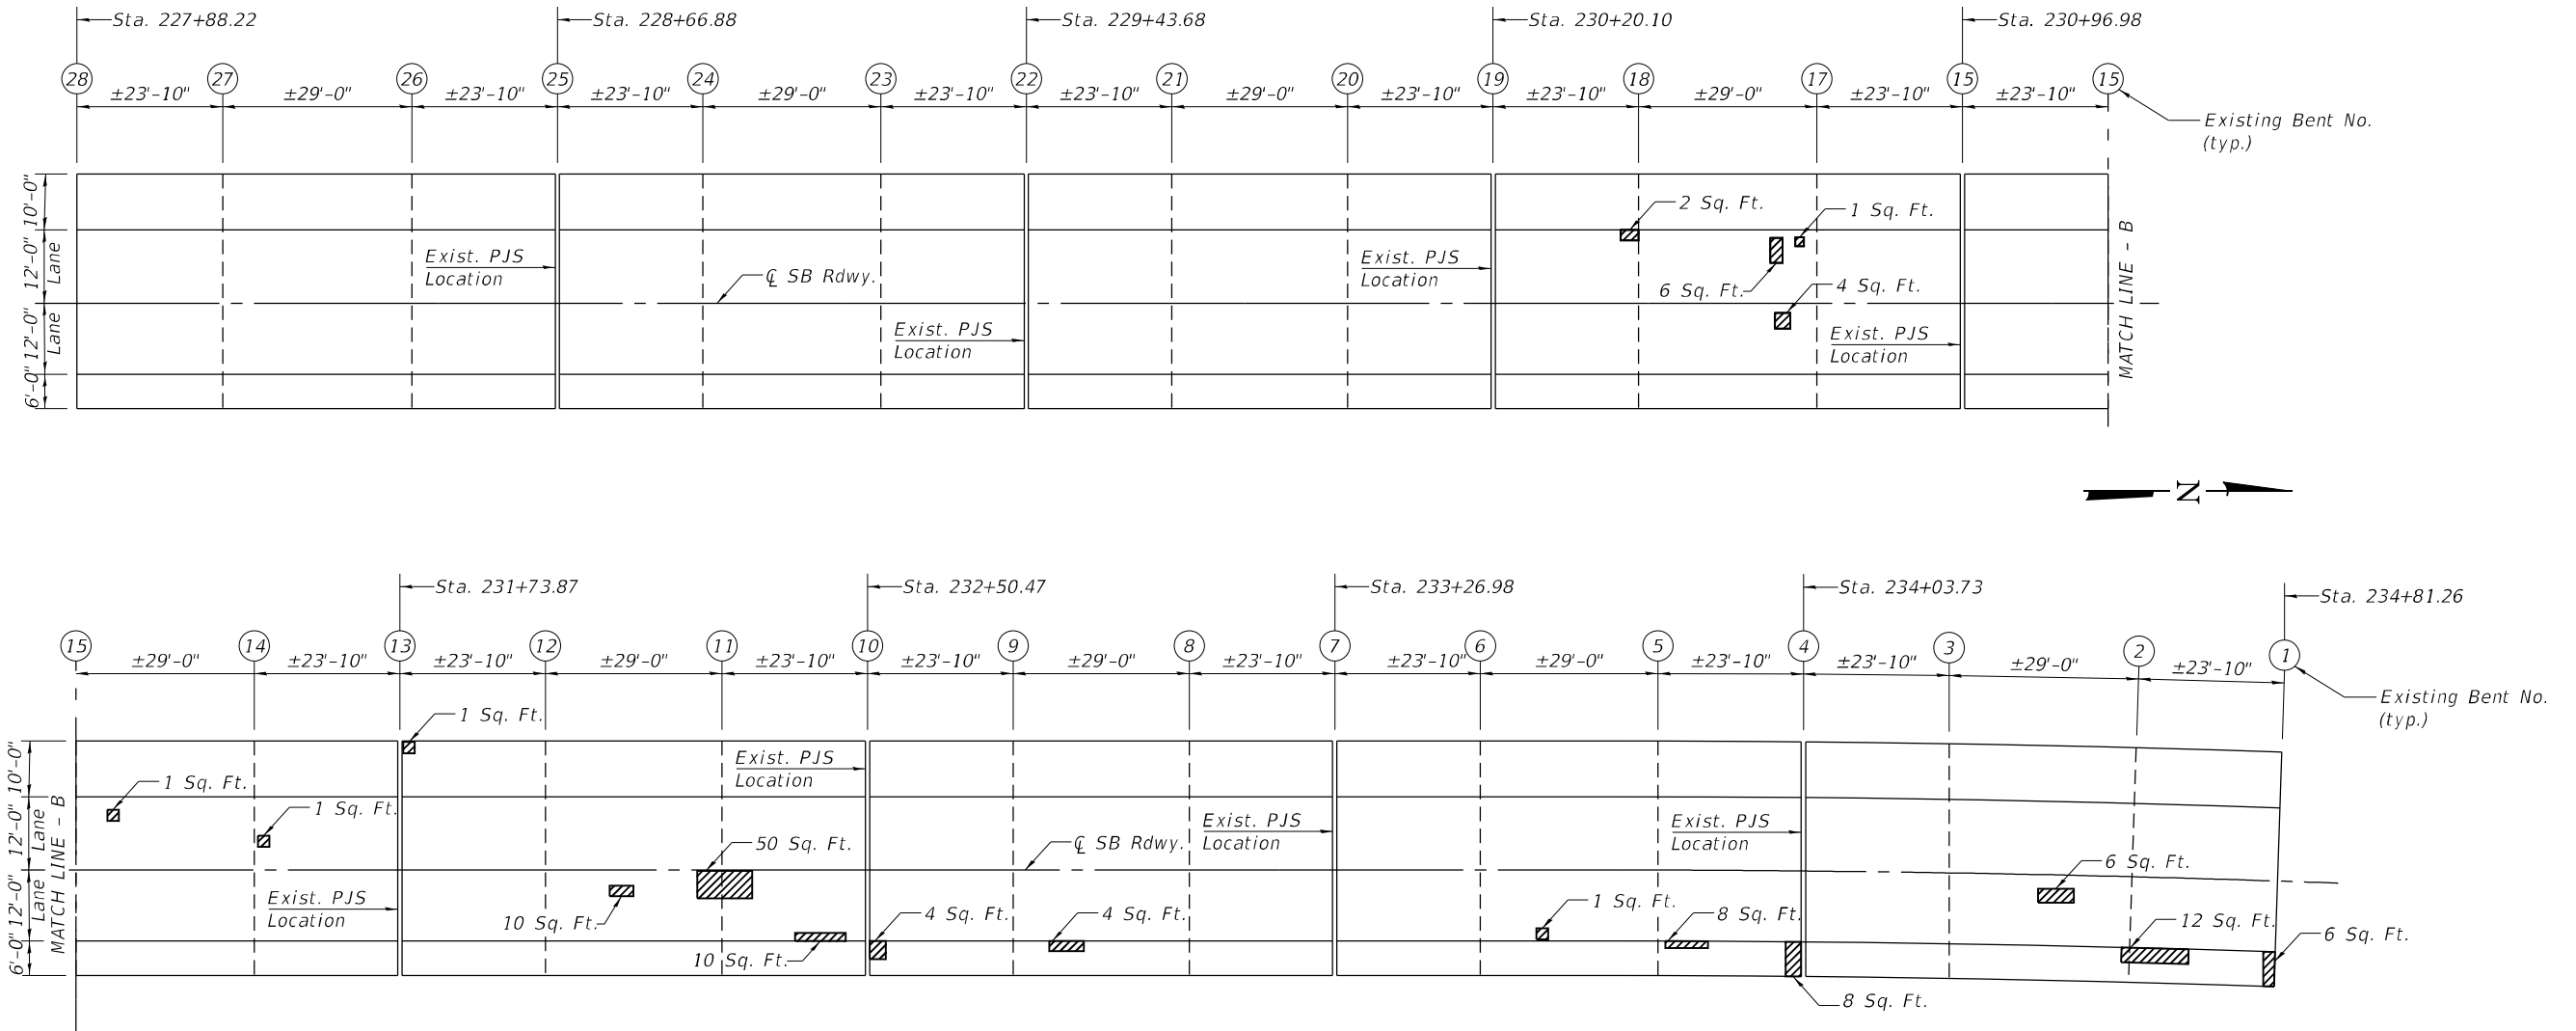 Sta. 227+88.22
Sta. 228+66.88
Sta. 229+43.68
Sta. 230+20.10
Sta. 230+96.98
28
27
26
25
24
23
22
21
20
19
18
17
15
15
±23'-10"
±29'-0"
±23'-10"
±23'-10"
±29'-0"
±23'-10"
±23'-10"
±29'-0"
±23'-10"
±23'-10"
±29'-0"
±23'-10"
±23'-10"
Existing Bent No.
(typ.)
10'-0"
12'-0"
Lane
12'-0"
Lane
6'-0"
Exist. PJS
Location
℄ SB Rdwy.
Exist. PJS
Location
Exist. PJS
Location
2 Sq. Ft.
1 Sq. Ft.
6 Sq. Ft.
4 Sq. Ft.
Exist. PJS
Location
MATCH LINE - B
N
Sta. 231+73.87
Sta. 232+50.47
Sta. 233+26.98
Sta. 234+03.73
Sta. 234+81.26
15
14
13
12
11
10
9
8
7
6
5
4
3
2
1
±29'-0"
±23'-10"
±23'-10"
±29'-0"
±23'-10"
±23'-10"
±29'-0"
±23'-10"
±23'-10"
±29'-0"
±23'-10"
±23'-10"
±29'-0"
±23'-10"
Existing Bent No.
(typ.)
10'-0"
12'-0"
Lane
12'-0"
Lane
6'-0"
MATCH LINE - B
1 Sq. Ft.
1 Sq. Ft.
1 Sq. Ft.
Exist. PJS
Location
Exist. PJS
Location
50 Sq. Ft.
10 Sq. Ft.
10 Sq. Ft.
4 Sq. Ft.
℄ SB Rdwy.
4 Sq. Ft.
Exist. PJS
Location
1 Sq. Ft.
Exist. PJS
Location
8 Sq. Ft.
8 Sq. Ft.
6 Sq. Ft.
12 Sq. Ft.
6 Sq. Ft.